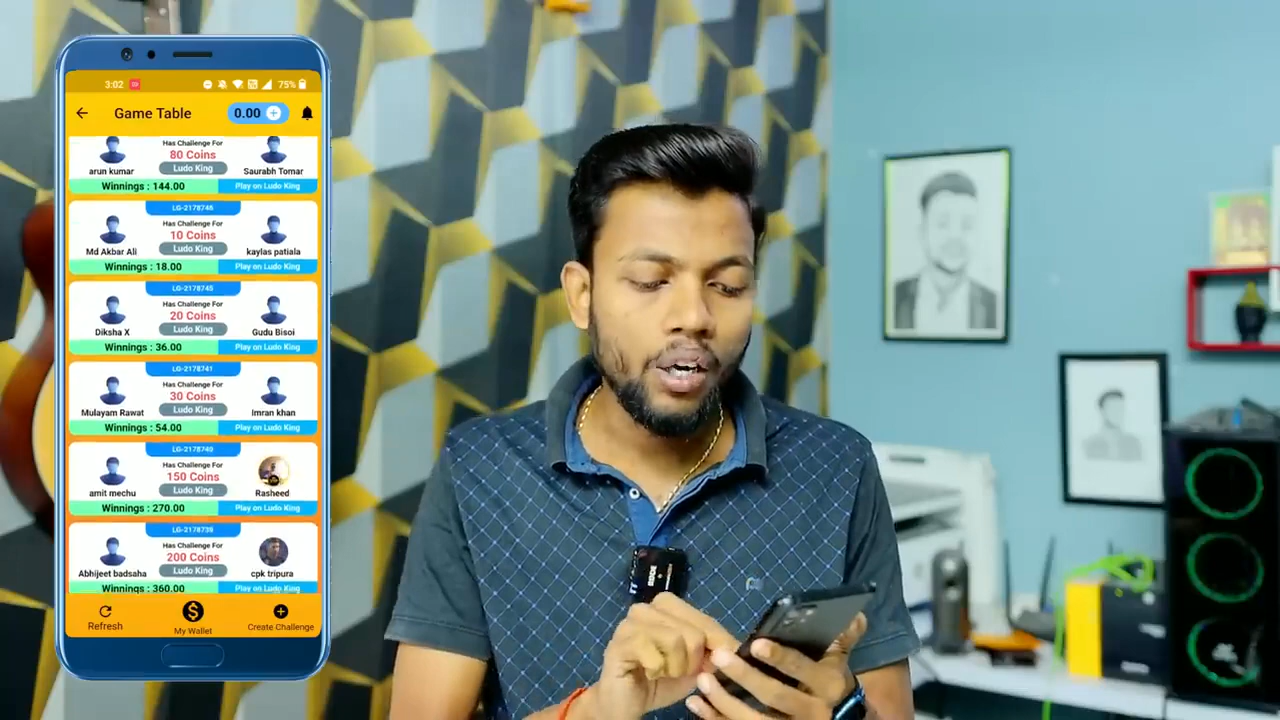 3:02 75%
Game Table 0.00
Has Challenge For
80 Coins
arun kumar Ludo King Saurabh Tomar
Winnings : 144.00 Play on Ludo King
LG-2178746
Has Challenge For
10 Coins
Md Akbar Ali Ludo King kaylas patiala
Winnings : 18.00 Play on Ludo King
LG-2178745
Has Challenge For
20 Coins
Diksha X Ludo King Gudu Bisoi
Winnings : 36.00 Play on Ludo King
LG-2178741
Has Challenge For
30 Coins
Mulayam Rawat Ludo King Imran khan
Winnings : 54.00 Play on Ludo King
LG-2178740
Has Challenge For
150 Coins
amit mechu Ludo King Rasheed
Winnings : 270.00 Play on Ludo King
LG-2178739
Has Challenge For
200 Coins
Abhijeet badsaha Ludo King cpk tripura
Winnings : 360.00 Play on Ludo King
Refresh My Wallet Create Challenge